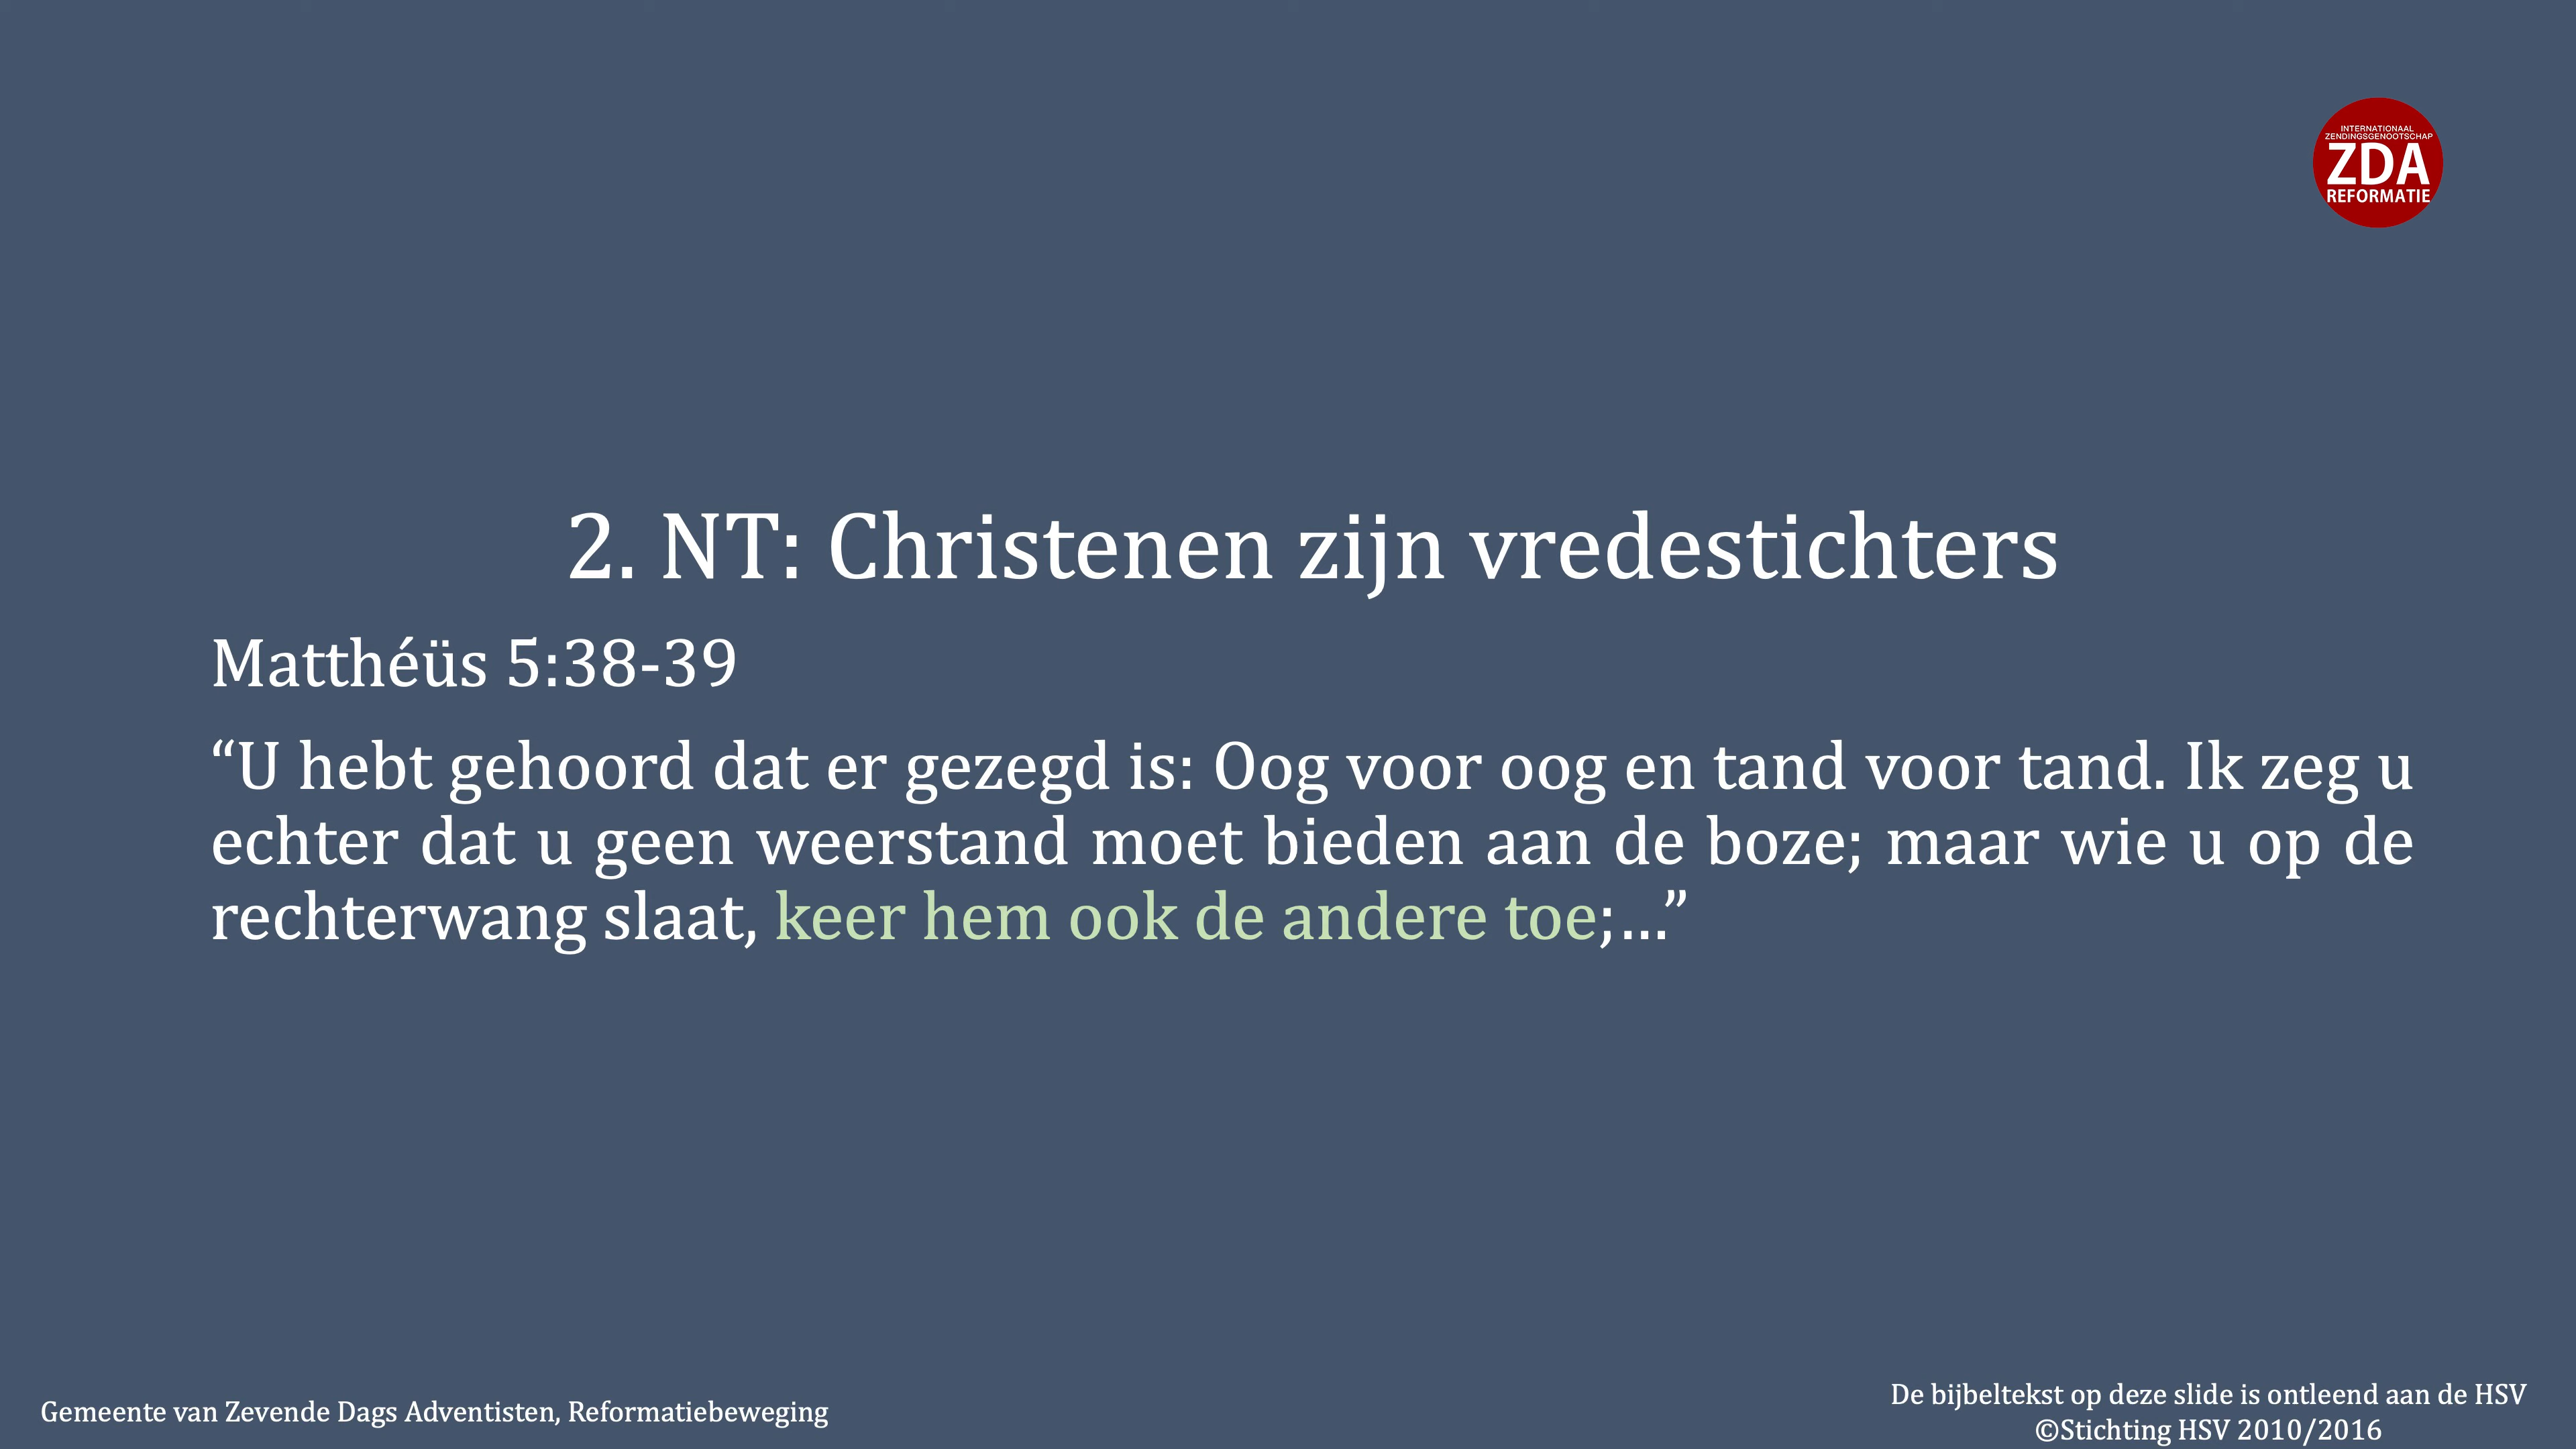 INTERNATIONAAL
ZENDINGSGENOOTSCHAP
ZDA
REFORMATIE
2. NT: Christenen zijn vredestichters
Matthéüs 5:38-39
“U hebt gehoord dat er gezegd is: Oog voor oog en tand voor tand. Ik zeg u
echter dat u geen weerstand moet bieden aan de boze; maar wie u op de
rechterwang slaat, keer hem ook de andere toe;…”
Gemeente van Zevende Dags Adventisten, Reformatiebeweging
De bijbeltekst op deze slide is ontleend aan de HSV
©Stichting HSV 2010/2016